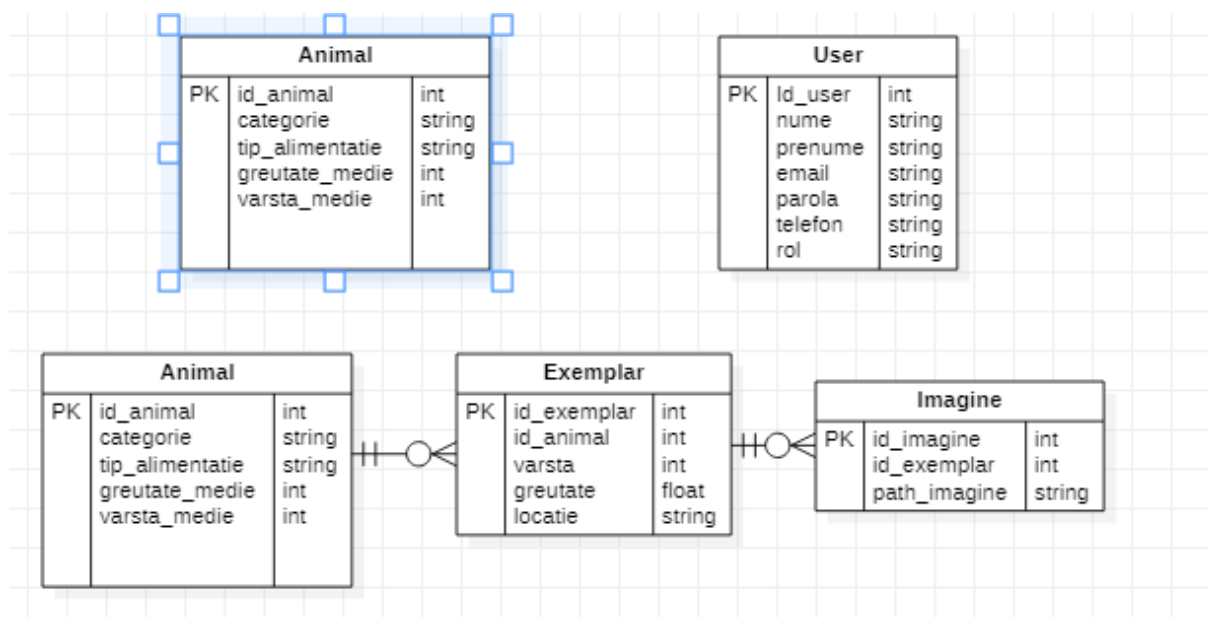 Animal
PK id_animal int
categorie string
tip_alimentatie string
greutate_medie int
varsta_medie int
User
PK Id_user int
nume string
prenume string
email string
parola string
telefon string
rol string
Animal
PK id_animal int
categorie string
tip_alimentatie string
greutate_medie int
varsta_medie int
Exemplar
PK id_exemplar int
id_animal int
varsta int
greutate float
locatie string
Imagine
PK id_imagine int
id_exemplar int
path_imagine string